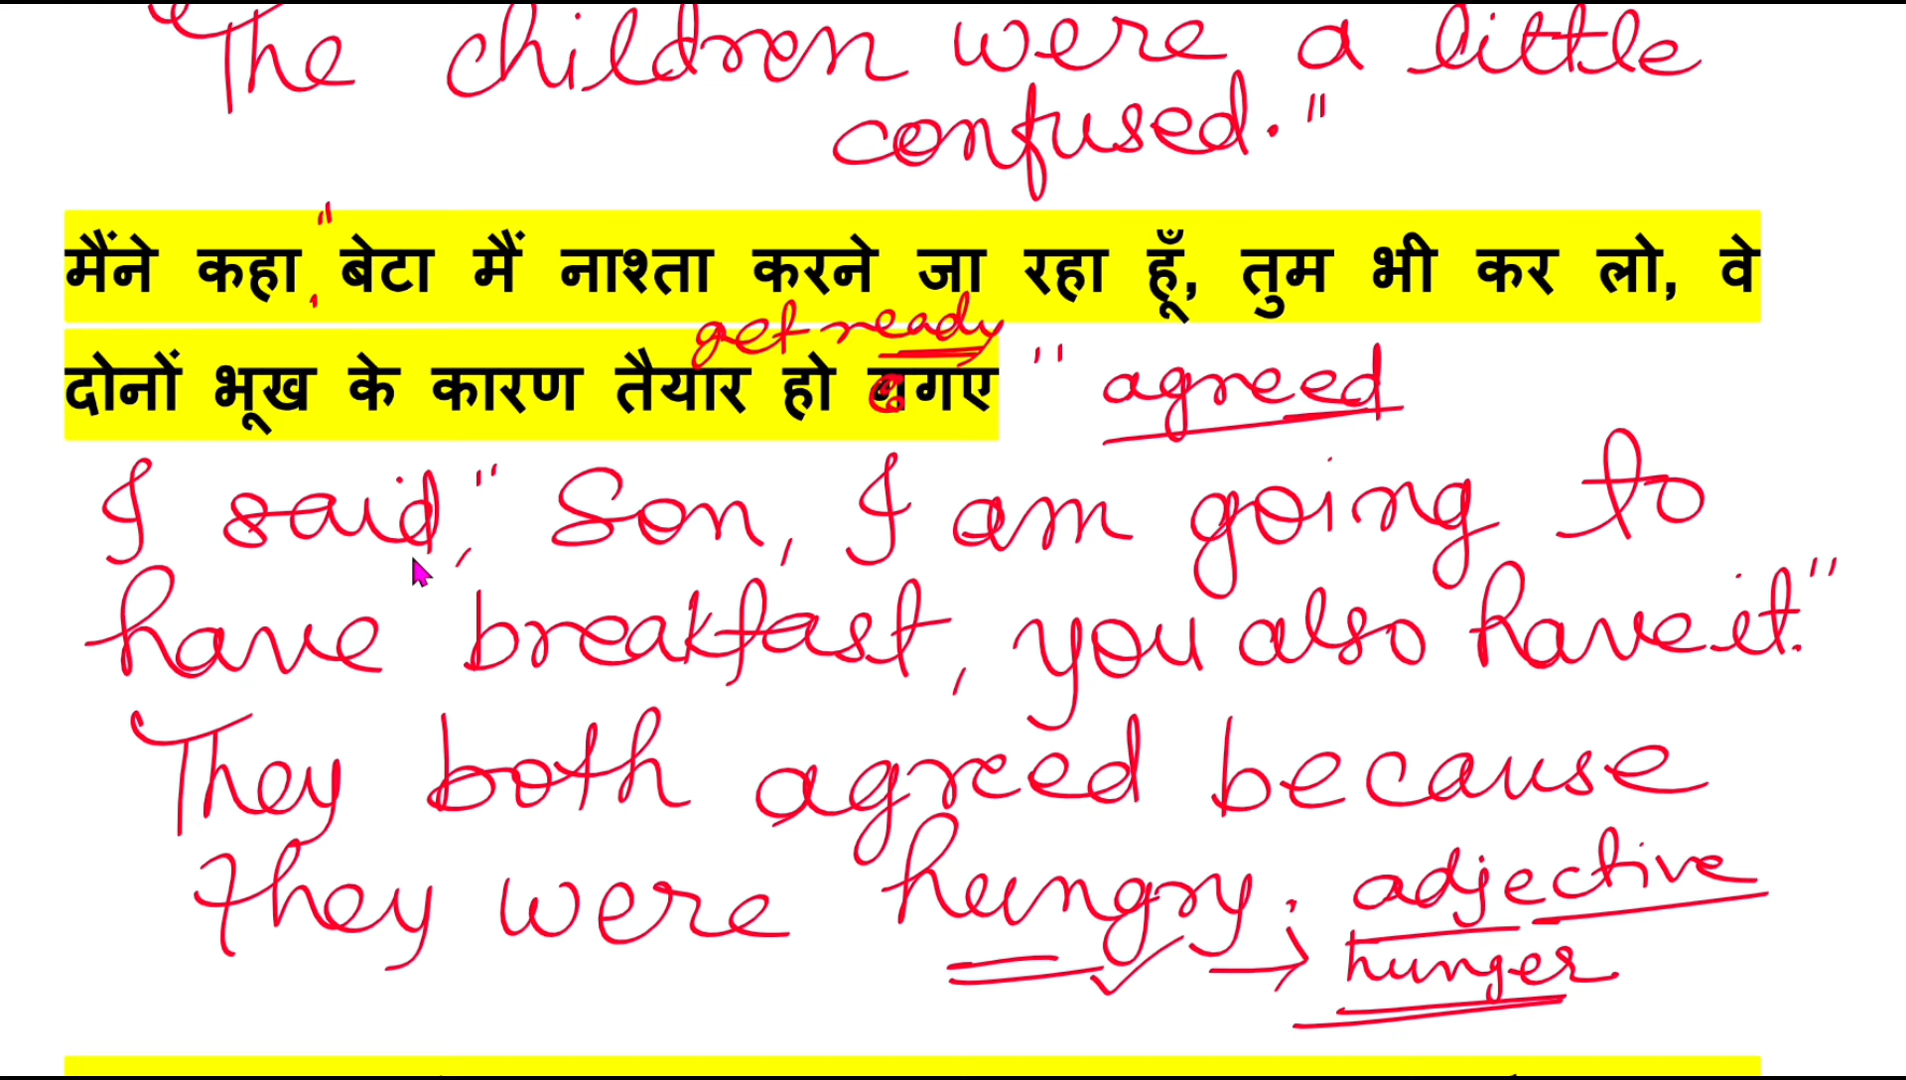 The children were a little
confused."
मैंने कहा," बेटा मैं नाश्ता करने जा रहा हूँ, तुम भी कर लो, वे
get ready
दोनों भूख के कारण तैयार हो गए " agreed
I said," Son, I am going to
have breakfast, you also have it."
They both agreed because
they were hungry. adjective
→ hunger